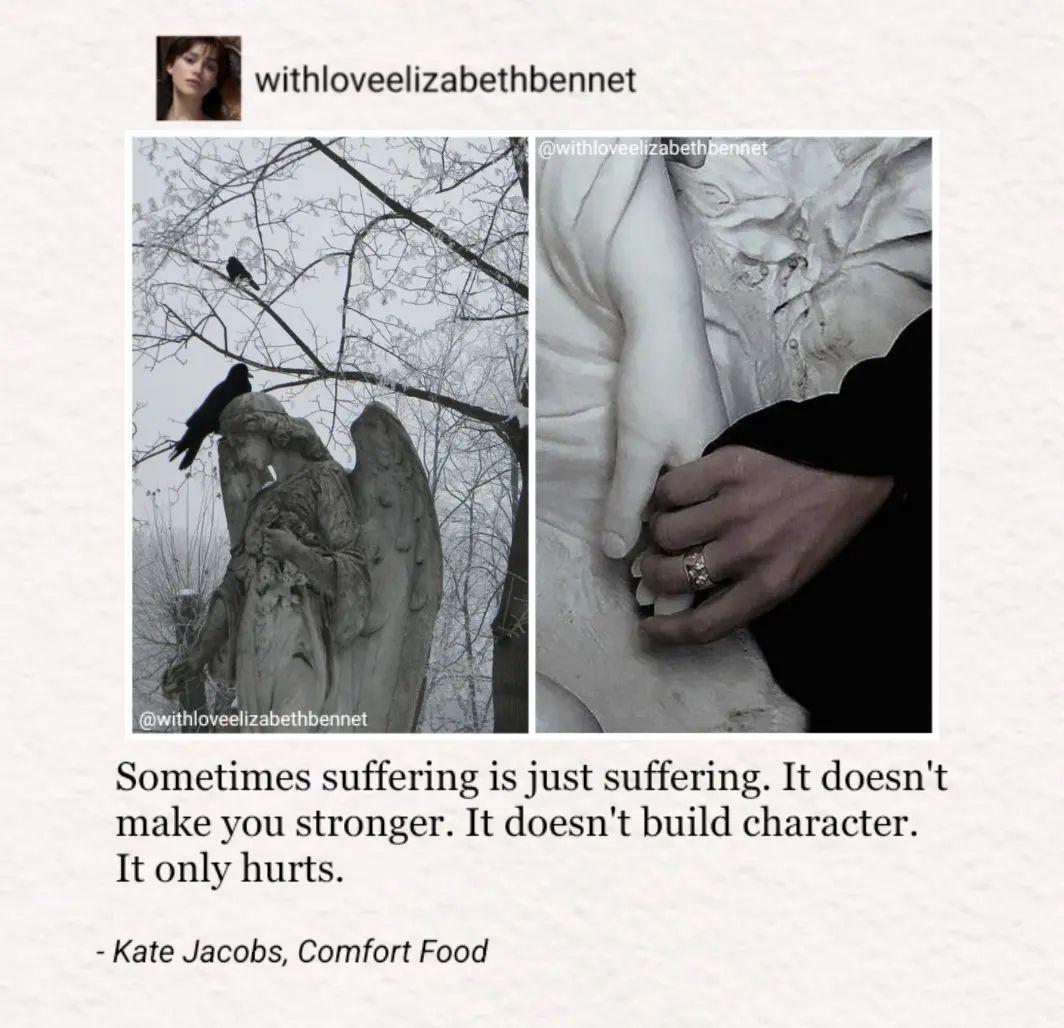 withloveelizabethbennet
@withloveelizabethbennet
@withloveelizabethbennet
Sometimes suffering is just suffering. It doesn't
make you stronger. It doesn't build character.
It only hurts.
- Kate Jacobs, Comfort Food